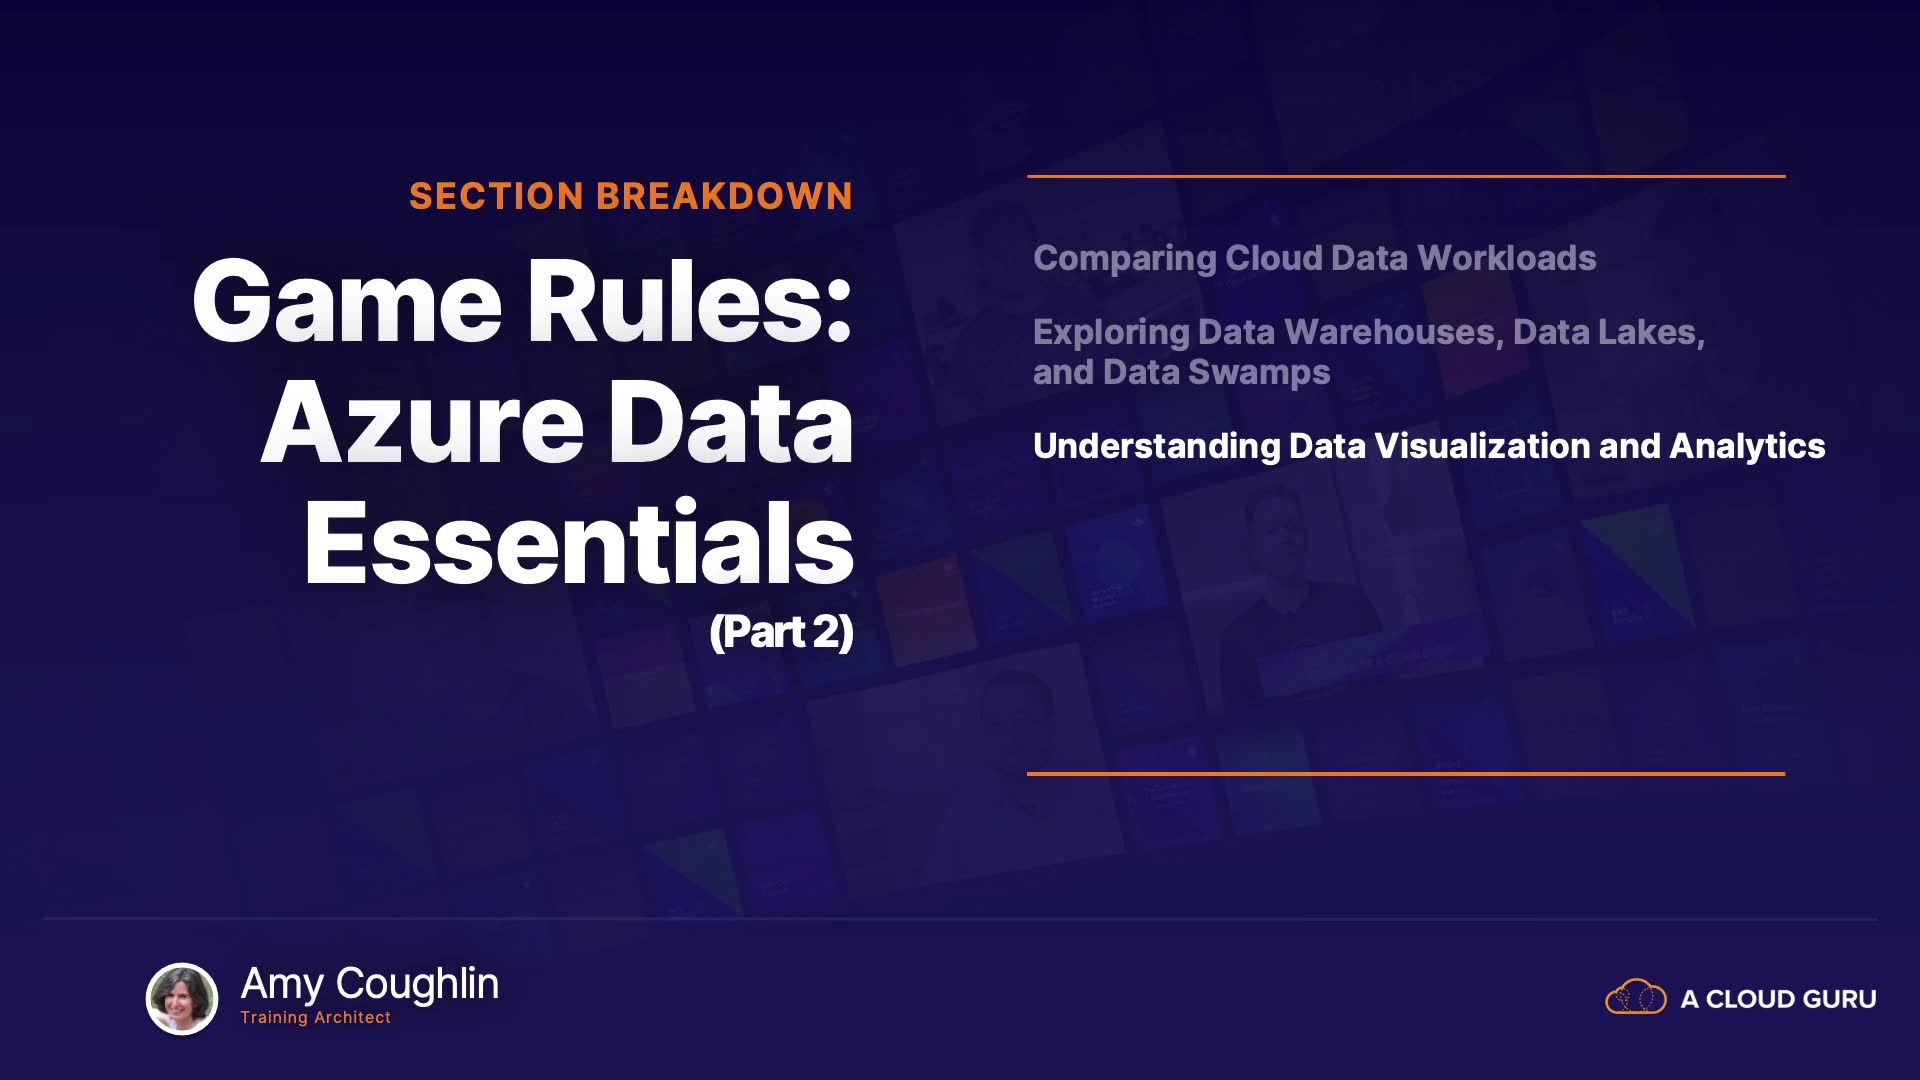 SECTION BREAKDOWN
Game Rules:
Azure Data
Essentials
(Part 2)
Comparing Cloud Data Workloads
Exploring Data Warehouses, Data Lakes,
and Data Swamps
Understanding Data Visualization and Analytics
Amy Coughlin
Training Architect
A CLOUD GURU